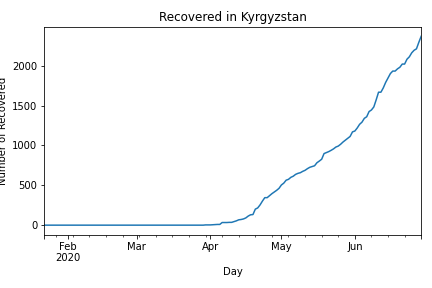 Recovered in Kyrgyzstan
Number of Recovered
2000
1500
1000
500
0
Feb
2020
Mar
Apr
May
Jun
Day